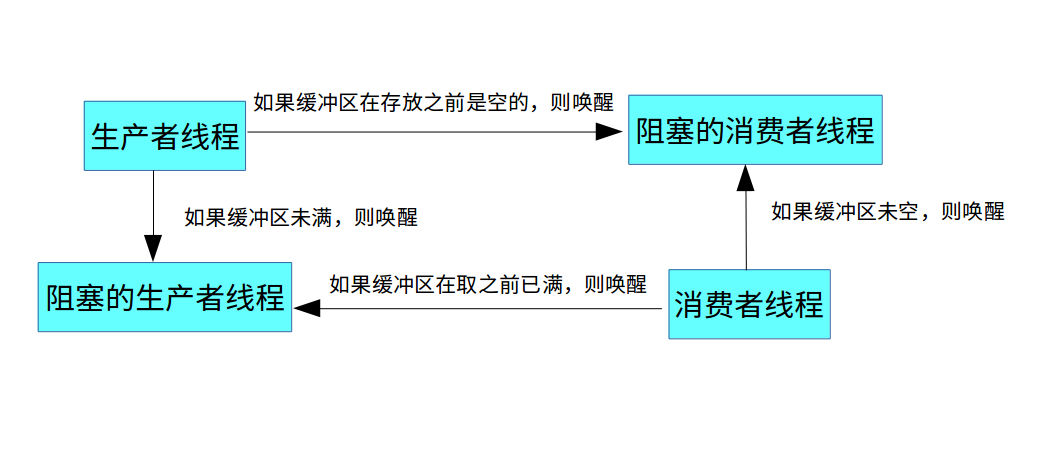 如果缓冲区在存放之前是空的，则唤醒
生产者线程
阻塞的消费者线程
如果缓冲区未满，则唤醒
如果缓冲区未空，则唤醒
阻塞的生产者线程
如果缓冲区在取之前已满，则唤醒
消费者线程